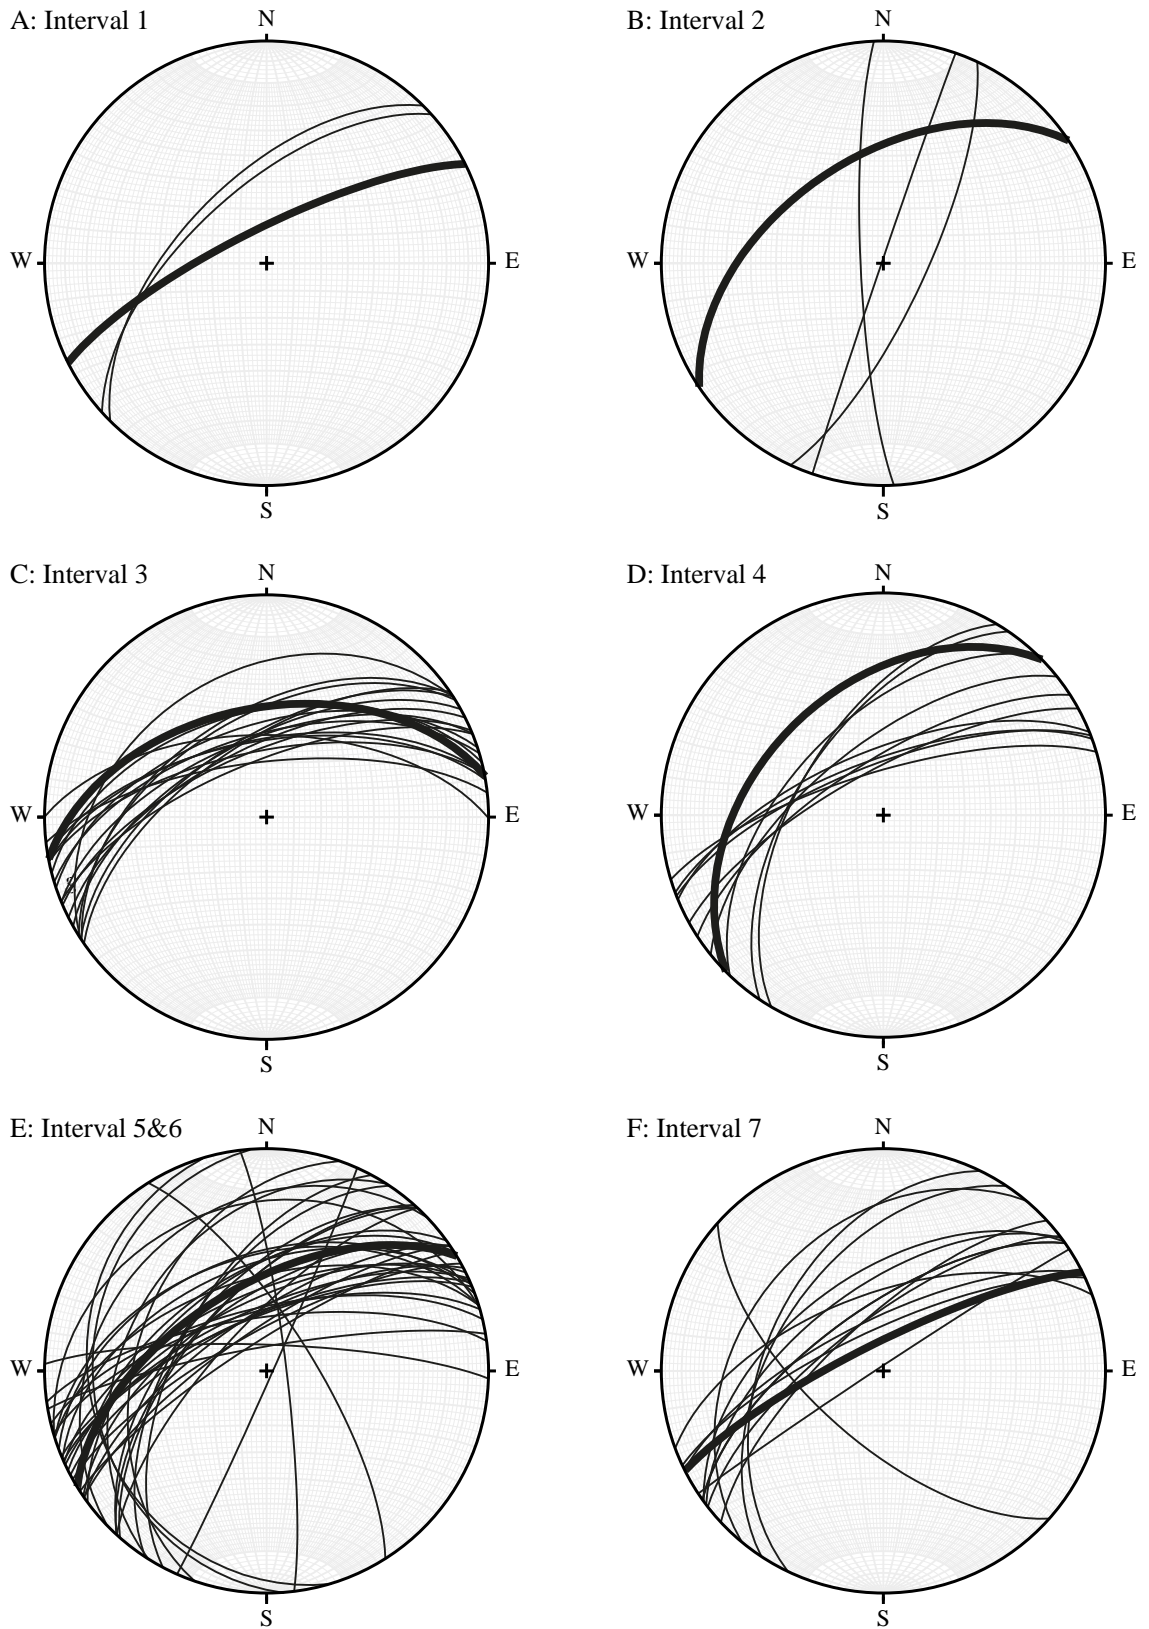 A: Interval 1
N
W
E
S
B: Interval 2
N
W
E
S
C: Interval 3
N
W
E
S
D: Interval 4
N
W
E
S
E: Interval 5&6
N
W
E
S
F: Interval 7
N
W
E
S